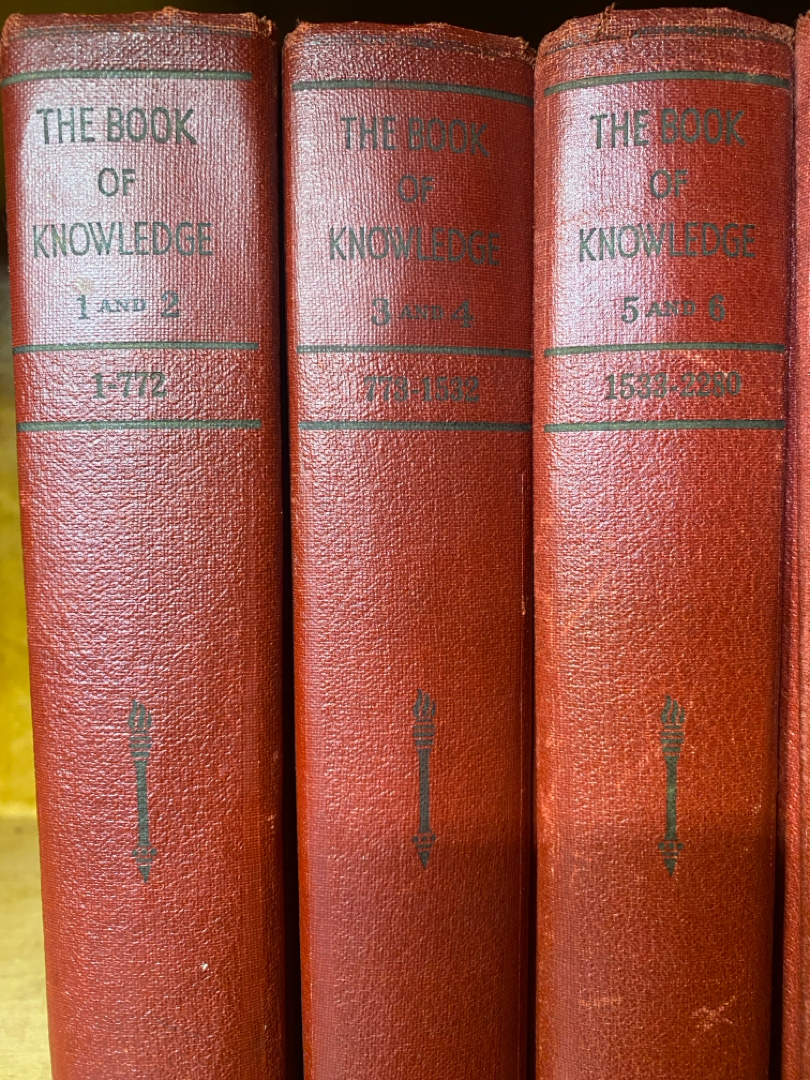 THE BOOK
OF
KNOWLEDGE
1 AND 2
1-772
THE BOOK
OF
KNOWLEDGE
3 AND 4
773-1532
THE BOOK
OF
KNOWLEDGE
5 AND 6
1533-2280